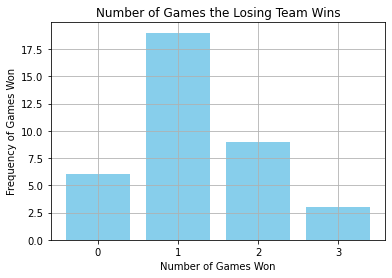 Number of Games the Losing Team Wins
Frequency of Games Won
17.5
15.0
12.5
10.0
7.5
5.0
2.5
0.0
0 1 2 3
Number of Games Won